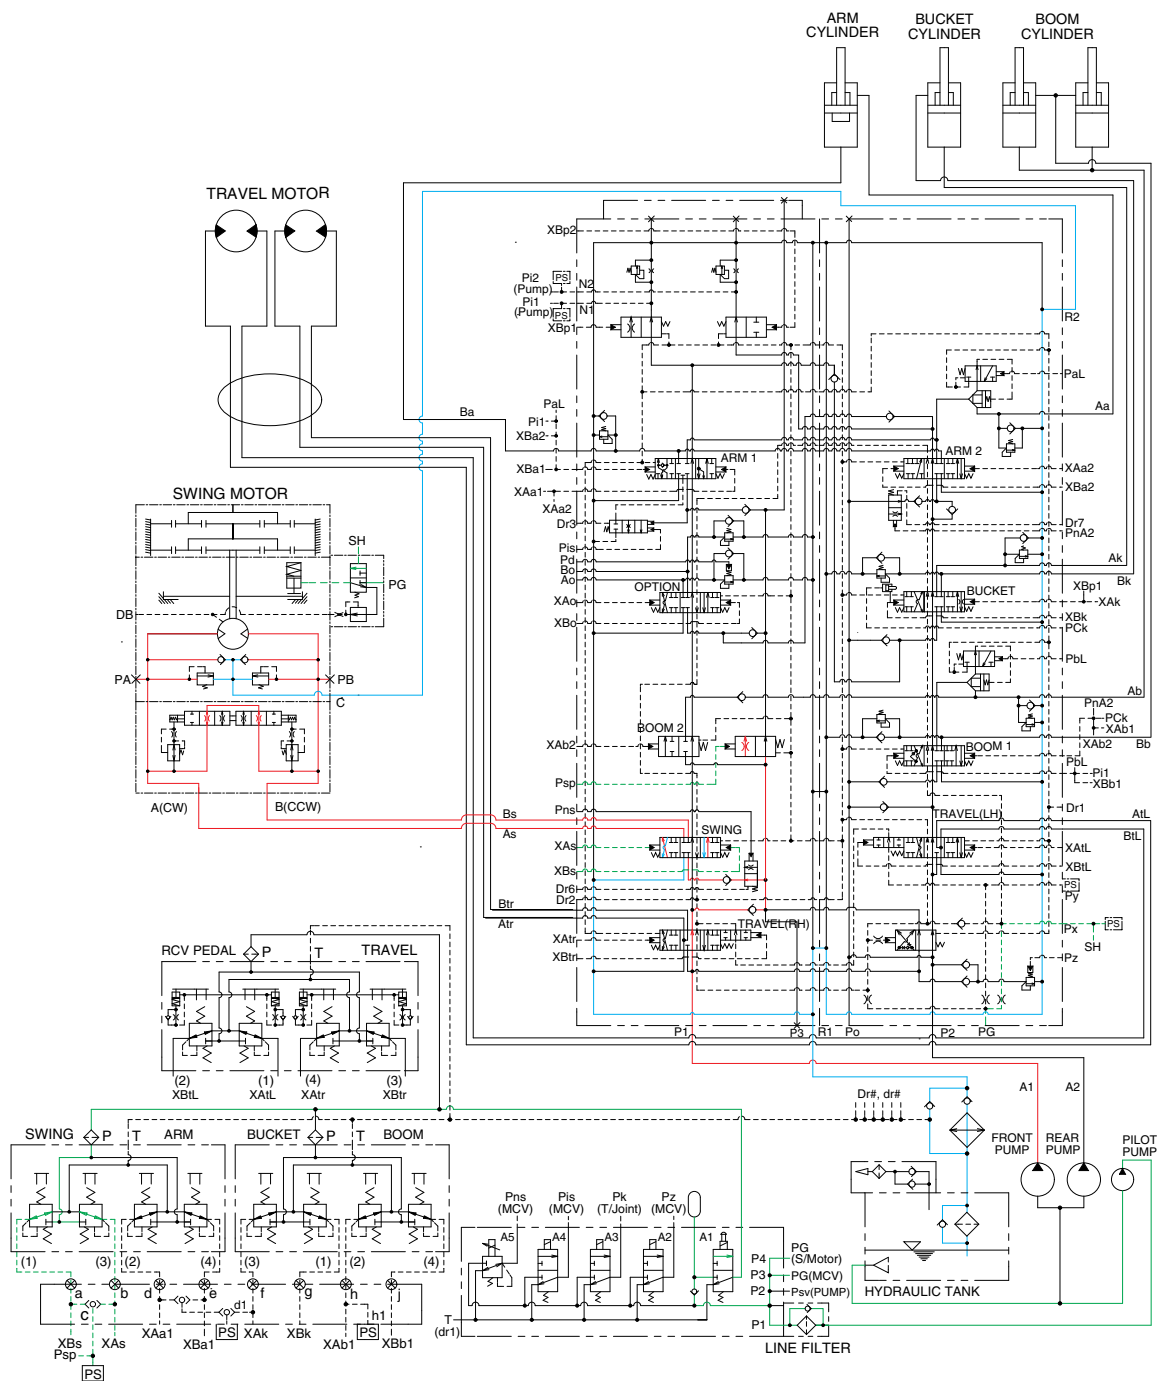 ARM
CYLINDER
BUCKET
CYLINDER
BOOM
CYLINDER
TRAVEL MOTOR
XBp2
Pi2
(Pump)
PS
N2
Pi1
(Pump)
PS
N1
XBp1
R2
PaL
Aa
Ba
PaL
Pi1
XBa2
XBa1
ARM 1
ARM 2
XAa2
XBa2
XAa1
XAa2
SWING MOTOR
SH
PG
DB
PA
PB
C
A(CW)
B(CCW)
Dr3
Pis
Pd
Bo
Ao
OPTION
XAo
XBo
Dr7
PnA2
Ak
Bk
XBp1
XAk
BUCKET
XBk
PCk
PbL
Ab
PnA2
PCk
XAb1
XAb2
Bb
BOOM 2
XAb2
BOOM 1
PbL
Pi1
XBb1
Psp
Pns
Dr1
Bs
As
SWING
XAs
XBs
Dr6
Dr2
TRAVEL(LH)
AtL
BtL
XAtL
XBtL
PS
Py
Btr
Atr
XAtr
XBtr
TRAVEL(RH)
Px
PS
SH
Pz
P1
P3
R1
Po
P2
PG
RCV PEDAL
P
T
TRAVEL
(2)
XBtL
(1)
XAtL
(4)
XAtr
(3)
XBtr
A1
A2
Dr#, dr#
FRONT
PUMP
REAR
PUMP
PILOT
PUMP
SWING
P
T
ARM
BUCKET
P
T
BOOM
(1)
(3)
(2)
(4)
(3)
(1)
(2)
(4)
a
b
d
e
f
g
h
j
c
d1
h1
XBs
XAs
XAa1
XBa1
PS
XAk
XBk
XAb1
PS
XBb1
Psp
PS
Pns
(MCV)
Pis
(MCV)
Pk
(T/Joint)
Pz
(MCV)
A5
A4
A3
A2
A1
T
(dr1)
P4
PG
(S/Motor)
P3
PG(MCV)
P2
Psv(PUMP)
P1
LINE FILTER
HYDRAULIC TANK